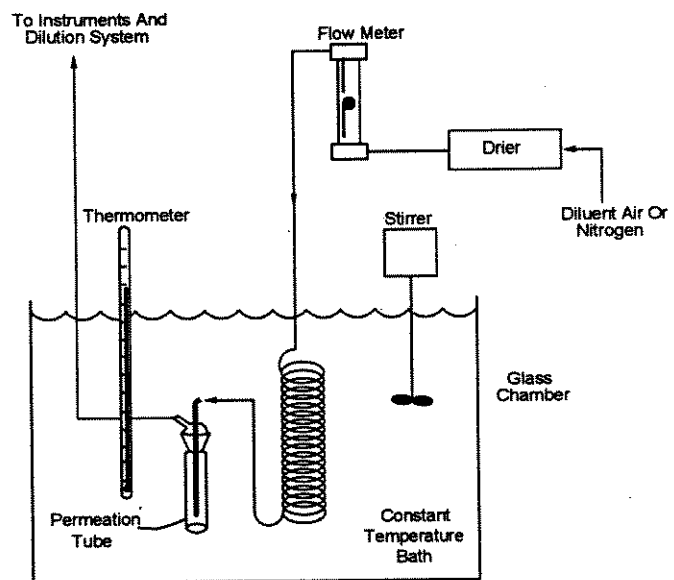 To Instruments And
Dilution System
Flow Meter
Drier
Diluent Air Or
Nitrogen
Thermometer
Stirrer
Glass
Chamber
Permeation
Tube
Constant
Temperature
Bath